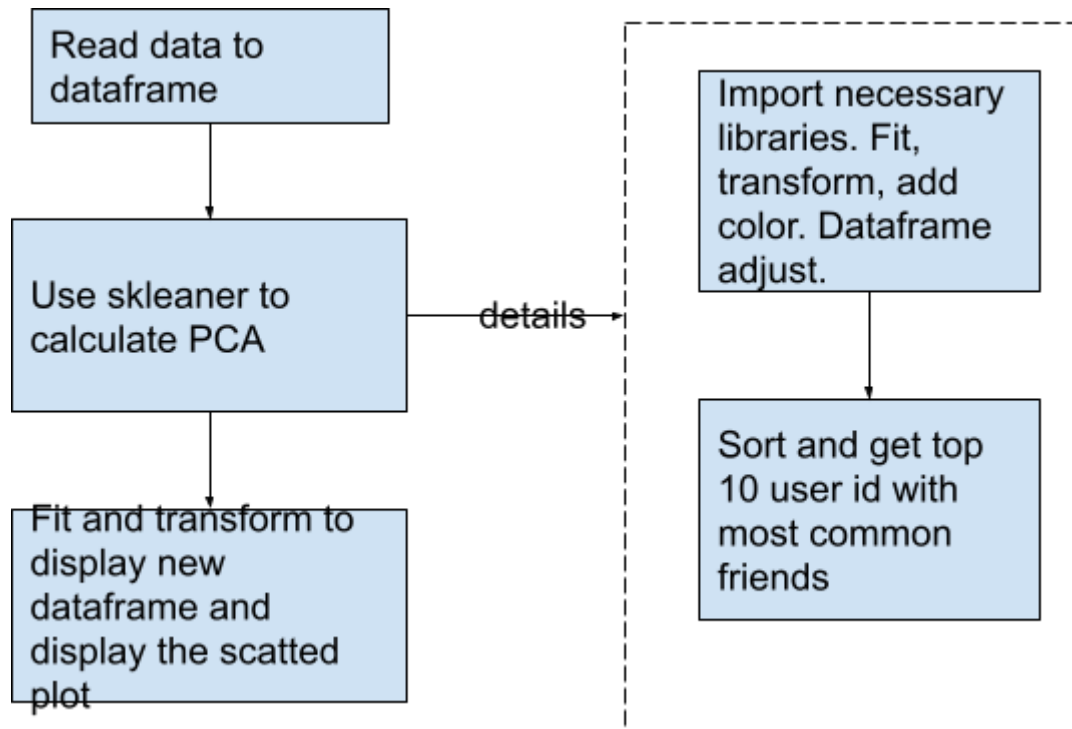 Read data to
dataframe
Use skleaner to
calculate PCA
details
Fit and transform to
display new
dataframe and
display the scatted
plot
Import necessary
libraries. Fit,
transform, add
color. Dataframe
adjust.
Sort and get top
10 user id with
most common
friends